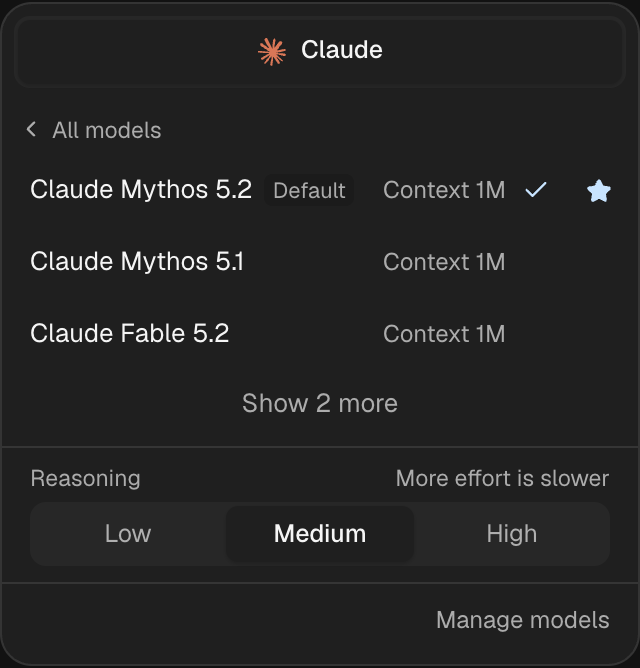 Claude
All models
Claude Mythos 5.2 Default Context 1M
Claude Mythos 5.1 Context 1M
Claude Fable 5.2 Context 1M
Show 2 more
Reasoning More effort is slower
Low Medium High
Manage models